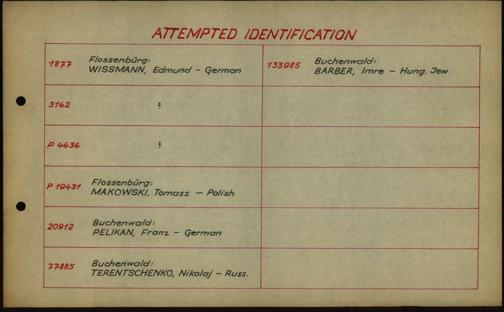 ATTEMPTED IDENTIFICATION
1877 Flossenbürg:
WISSMANN, Edmund – German
133985 Buchenwald:
BARBER, Imre – Hung. Jew
3162 ?
P 4636 ?
P 19431 Flossenbürg:
MAKOWSKI, Tomasz – Polish
20912 Buchenwald:
PELIKAN, Franz – German
77885 Buchenwald:
TERENTSCHENKO, Nikolaj – Russ.